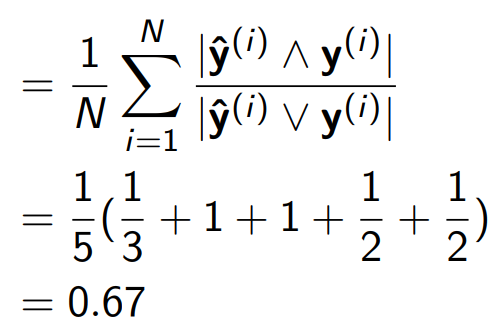 = \frac{1}{N} \sum_{i=1}^{N} \frac{|\hat{\mathbf{y}}^{(i)} \wedge \mathbf{y}^{(i)}|}{|\hat{\mathbf{y}}^{(i)} \vee \mathbf{y}^{(i)}|}
= \frac{1}{5}(\frac{1}{3} + 1 + 1 + \frac{1}{2} + \frac{1}{2})
= 0.67